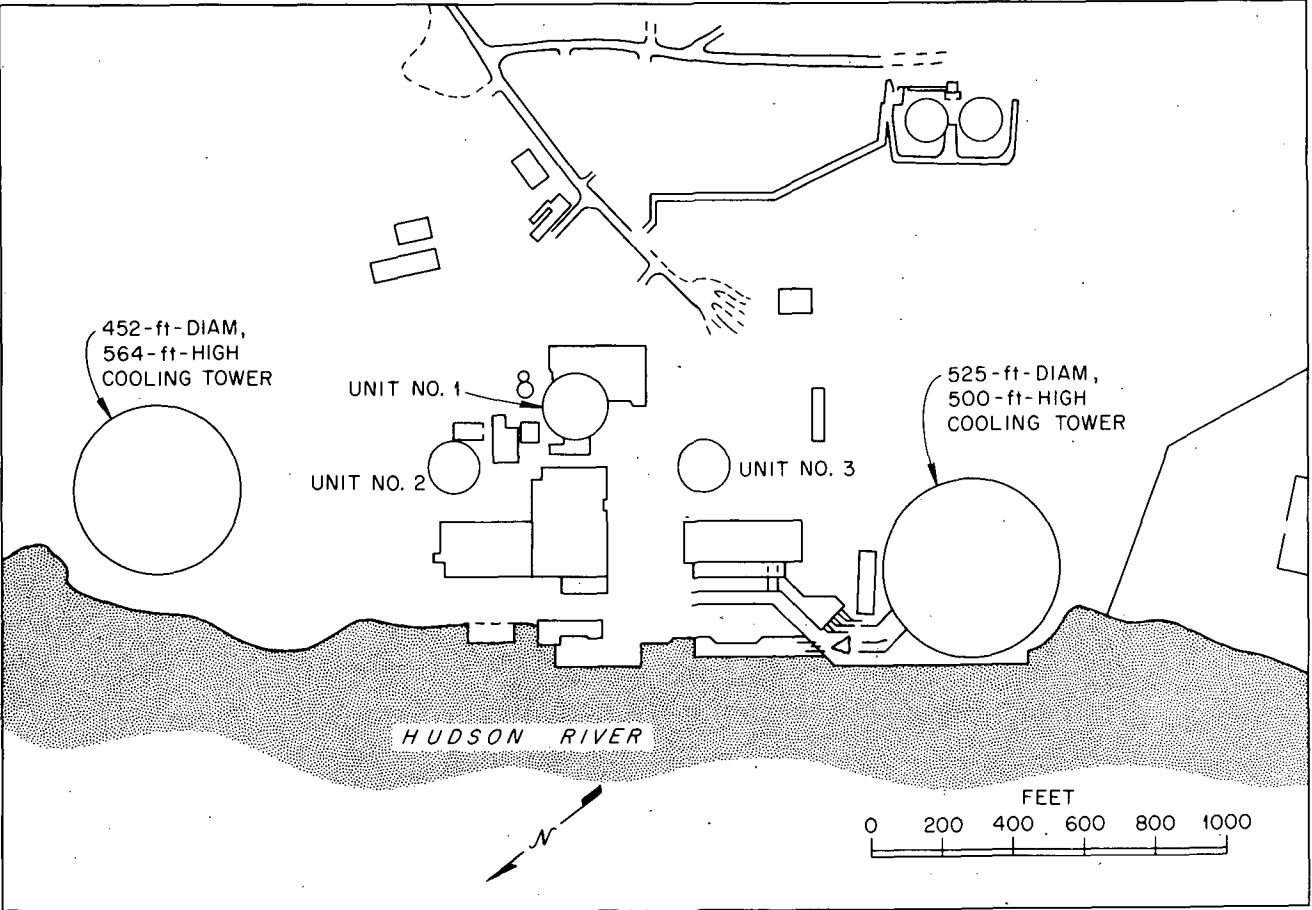 452-ft-DIAM,
564-ft-HIGH
COOLING TOWER
UNIT NO. 1
525-ft-DIAM,
500-ft-HIGH
COOLING TOWER
UNIT NO. 2
UNIT NO. 3
HUDSON RIVER
N
FEET
0 200 400 600 800 1000